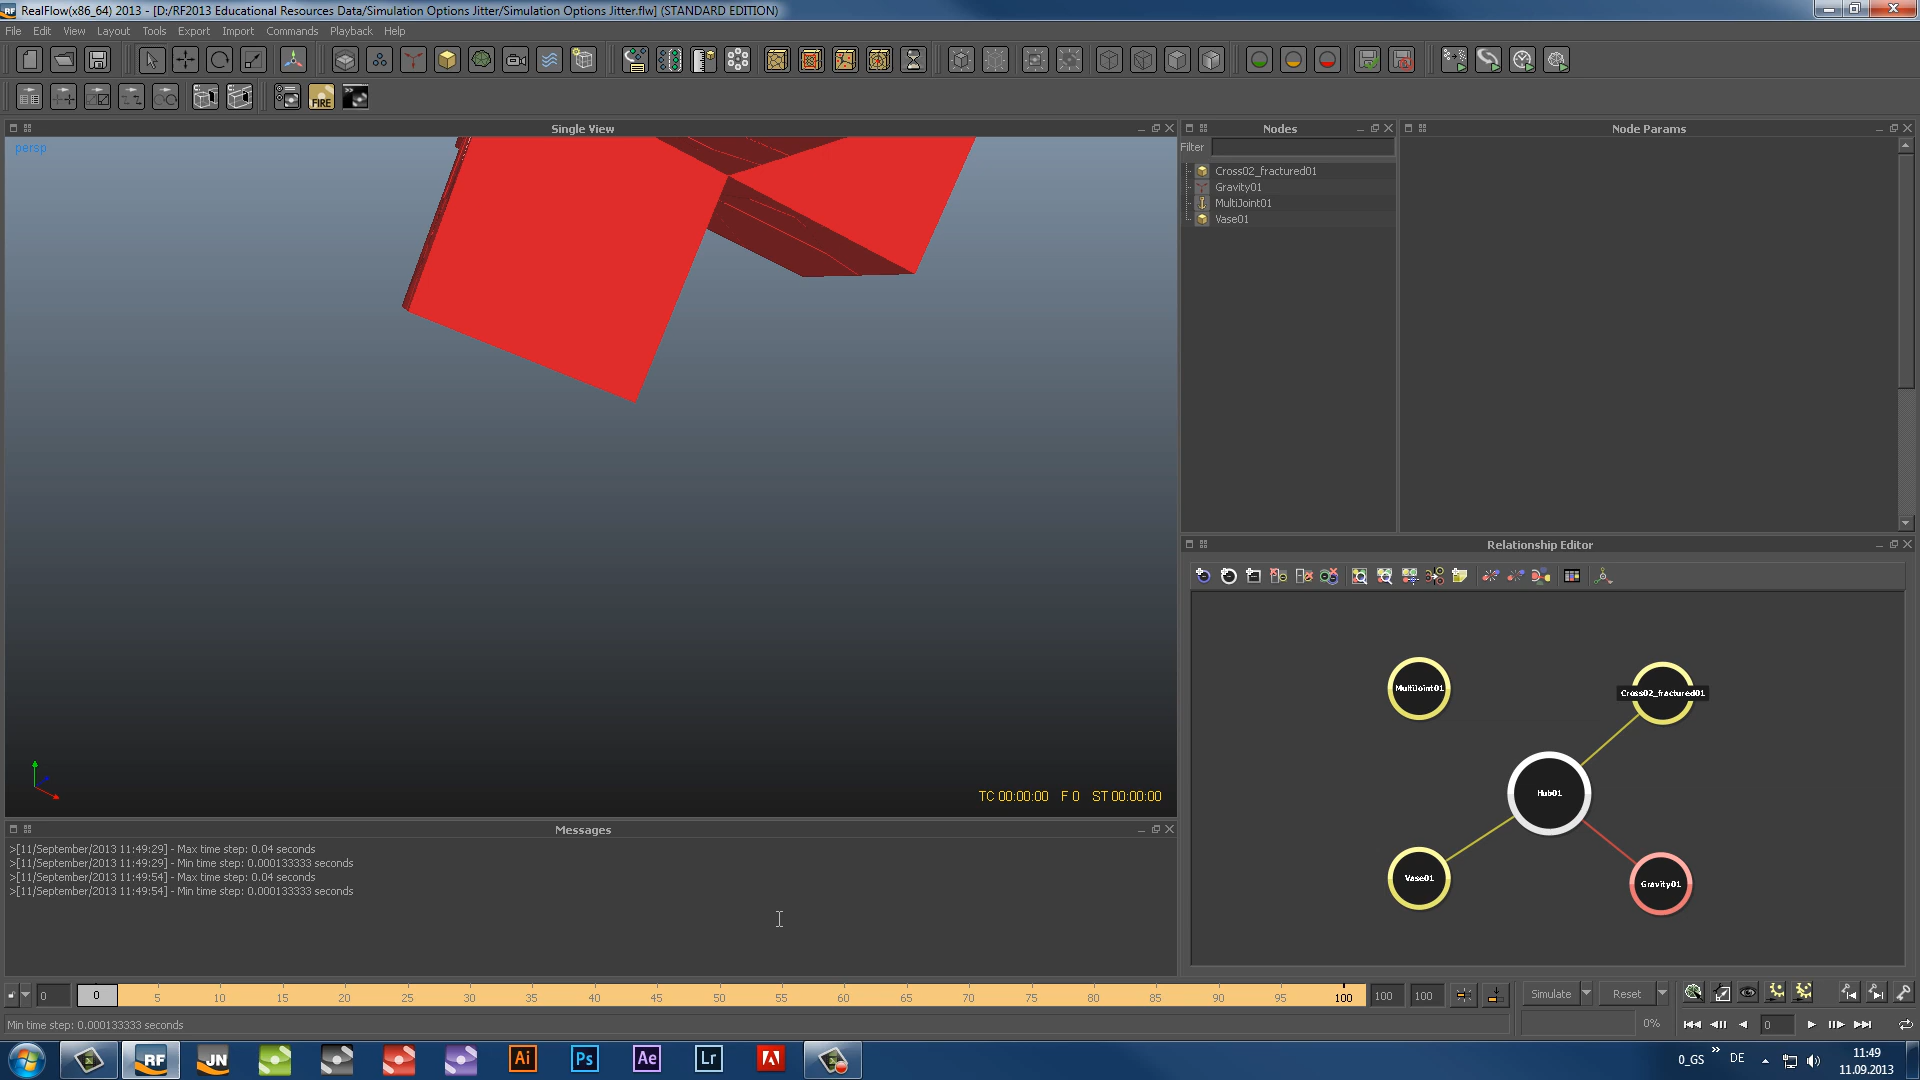 RealFlow(x86_64) 2013 - [D:/RF2013 Educational Resources Data/Simulation Options Jitter/Simulation Options Jitter.flw] (STANDARD EDITION)
File Edit View Layout Tools Export Import Commands Playback Help
FIRE
Single View
Nodes
Node Params
persp
Filter
Cross02_fractured01
Gravity01
MultiJoint01
Vase01
Relationship Editor
MultiJoint01
Cross02_fractured01
Hub01
Vase01
Gravity01
TC 00:00:00 F 0 ST 00:00:00
Messages
>[11/September/2013 11:49:29] - Max time step: 0.04 seconds
>[11/September/2013 11:49:29] - Min time step: 0.000133333 seconds
>[11/September/2013 11:49:54] - Max time step: 0.04 seconds
>[11/September/2013 11:49:54] - Min time step: 0.000133333 seconds
0 0 5 10 15 20 25 30 35 40 45 50 55 60 65 70 75 80 85 90 95 100 100 100 Simulate Reset
Min time step: 0.000133333 seconds
0% 0
RF JN Ai Ps Ae Lr
0_GS » DE
11:49
11.09.2013